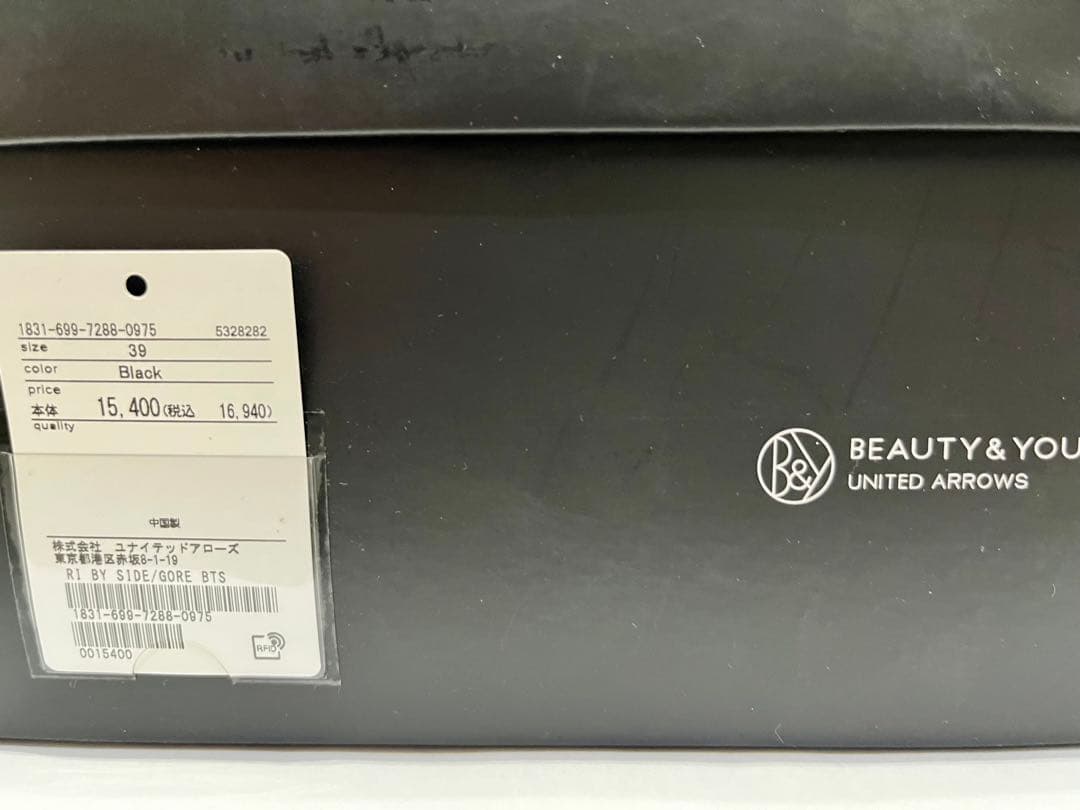 1831-699-7288-0975 5328282
size 39
color Black
price
本体 15,400(税込 16,940)
quality
中国製
株式会社 ユナイテッドアローズ
東京都港区赤坂8-1-19
RI BY SIDE/GORE BTS
1831-699-7288-0975
0015400
RFID
B&Y
BEAUTY & YOU
UNITED ARROWS